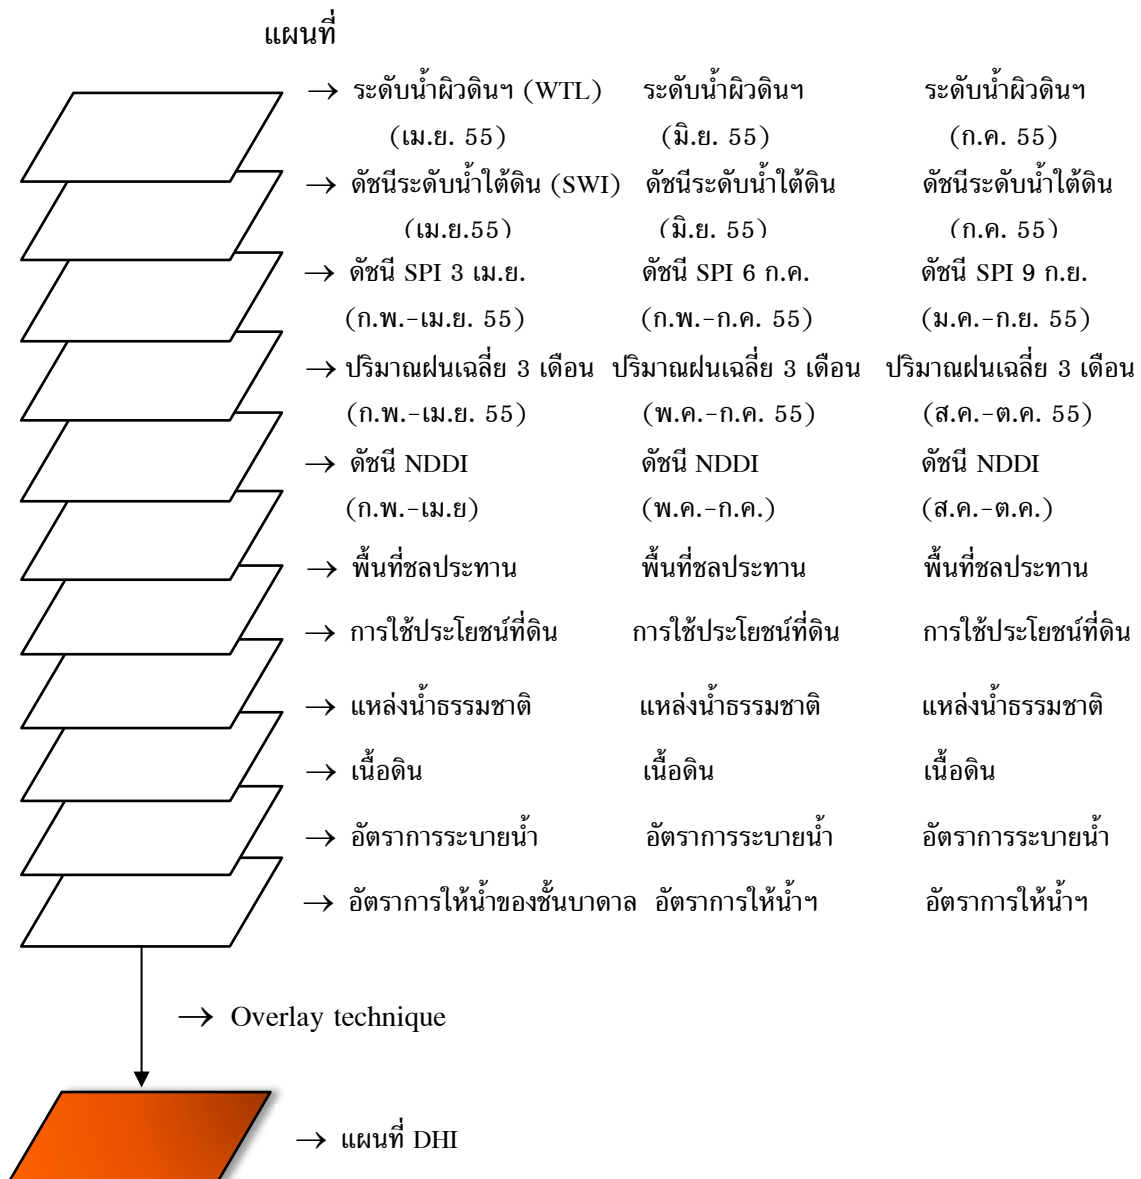 แผนที่
→ ระดับน้ำผิวดินฯ (WTL) ระดับน้ำผิวดินฯ ระดับน้ำผิวดินฯ
(เม.ย. 55) (มิ.ย. 55) (ก.ค. 55)
→ ดัชนีระดับน้ำใต้ดิน (SWI) ดัชนีระดับน้ำใต้ดิน ดัชนีระดับน้ำใต้ดิน
(เม.ย.55) (มิ.ย. 55) (ก.ค. 55)
→ ดัชนี SPI 3 เม.ย. ดัชนี SPI 6 ก.ค. ดัชนี SPI 9 ก.ย.
(ก.พ.-เม.ย. 55) (ก.พ.-ก.ค. 55) (ม.ค.-ก.ย. 55)
→ ปริมาณฝนเฉลี่ย 3 เดือน ปริมาณฝนเฉลี่ย 3 เดือน ปริมาณฝนเฉลี่ย 3 เดือน
(ก.พ.-เม.ย. 55) (พ.ค.-ก.ค. 55) (ส.ค.-ต.ค. 55)
→ ดัชนี NDDI ดัชนี NDDI ดัชนี NDDI
(ก.พ.-เม.ย) (พ.ค.-ก.ค.) (ส.ค.-ต.ค.)
→ พื้นที่ชลประทาน พื้นที่ชลประทาน พื้นที่ชลประทาน
→ การใช้ประโยชน์ที่ดิน การใช้ประโยชน์ที่ดิน การใช้ประโยชน์ที่ดิน
→ แหล่งน้ำธรรมชาติ แหล่งน้ำธรรมชาติ แหล่งน้ำธรรมชาติ
→ เนื้อดิน เนื้อดิน เนื้อดิน
→ อัตราการระบายน้ำ อัตราการระบายน้ำ อัตราการระบายน้ำ
→ อัตราการให้น้ำของชั้นบาดาล อัตราการให้น้ำฯ อัตราการให้น้ำฯ
→ Overlay technique
→ แผนที่ DHI